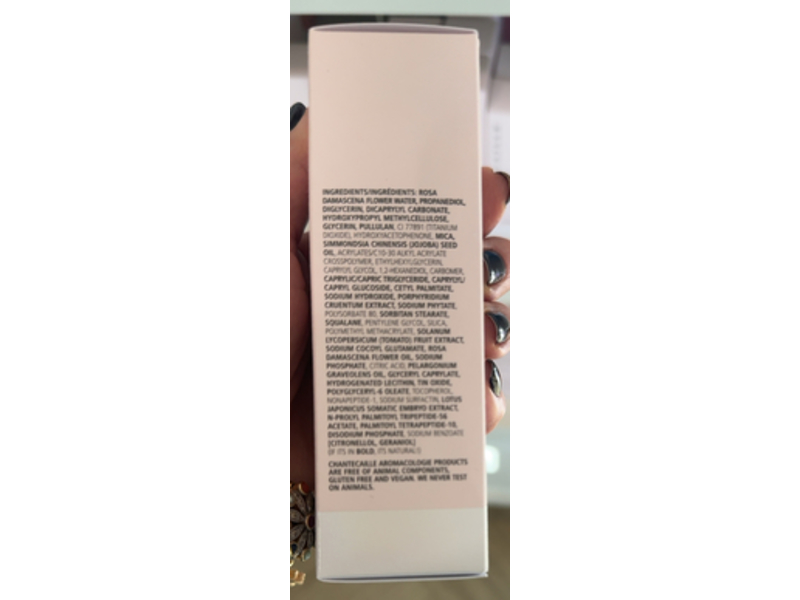 INGREDIENTS/INGRÉDIENTS: ROSA
DAMASCENA FLOWER WATER, PROPANEDIOL,
DIGLYCERIN, DICAPRYLYL CARBONATE,
HYDROXYPROPYL METHYLCELLULOSE,
GLYCERIN, PULLULAN, CI 77891 (TITANIUM
DIOXIDE), HYDROXYACETOPHENONE, MICA,
SIMMONDSIA CHINENSIS (JOJOBA) SEED
OIL, ACRYLATES/C10-30 ALKYL ACRYLATE
CROSSPOLYMER, ETHYLHEXYLGLYCERIN,
CAPRYLYL GLYCOL, 1,2-HEXANEDIOL, CARBOMER,
CAPRYLIC/CAPRIC TRIGLYCERIDE, CAPRYLYL/
CAPRYL GLUCOSIDE, CETYL PALMITATE,
SODIUM HYDROXIDE, PORPHYRIDIUM
CRUENTUM EXTRACT, SODIUM PHYTATE,
POLYSORBATE 80, SORBITAN STEARATE,
SQUALANE, PENTYLENE GLYCOL, SILICA,
POLYMETHYL METHACRYLATE, SOLANUM
LYCOPERSICUM (TOMATO) FRUIT EXTRACT,
SODIUM COCOYL GLUTAMATE, ROSA
DAMASCENA FLOWER OIL, SODIUM
PHOSPHATE, CITRIC ACID, PELARGONIUM
GRAVEOLENS OIL, GLYCERYL CAPRYLATE,
HYDROGENATED LECITHIN, TIN OXIDE,
POLYGLYCERYL-6 OLEATE, TOCOPHEROL,
NONAPEPTIDE-1, SODIUM SURFACTIN, LOTUS
JAPONICUS SOMATIC EMBRYO EXTRACT,
N-PROLYL PALMITOYL TRIPEPTIDE-56
ACETATE, PALMITOYL TETRAPEPTIDE-10,
DISODIUM PHOSPHATE, SODIUM BENZOATE
[CITRONELLOL, GERANIOL]
(IF ITS IN BOLD, ITS NATURAL!)
CHANTECAILLE AROMACOLOGIE PRODUCTS
ARE FREE OF ANIMAL COMPONENTS,
GLUTEN FREE AND VEGAN. WE NEVER TEST
ON ANIMALS.